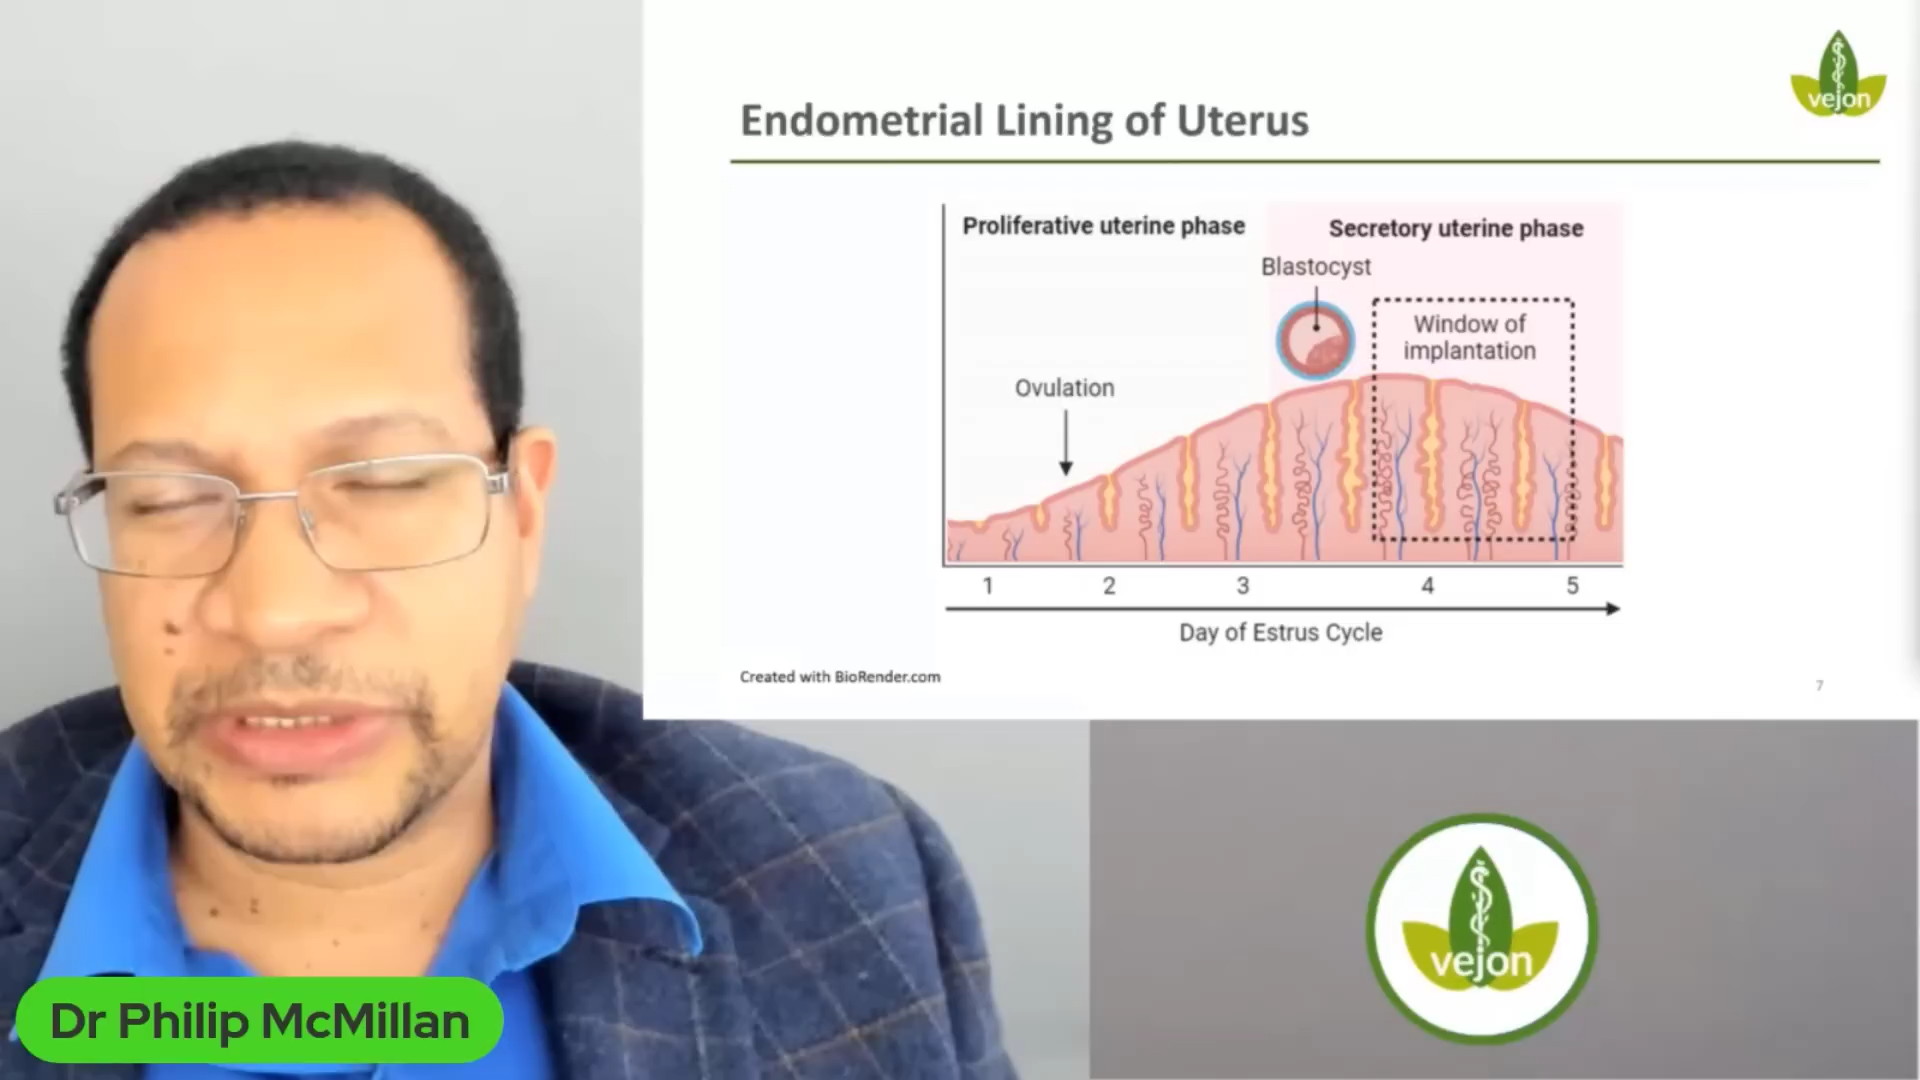 vejon
Endometrial Lining of Uterus
Proliferative uterine phase
Secretory uterine phase
Blastocyst
Window of
implantation
Ovulation
1 2 3 4 5
Day of Estrus Cycle
Created with BioRender.com
7
vejon
Dr Philip McMillan